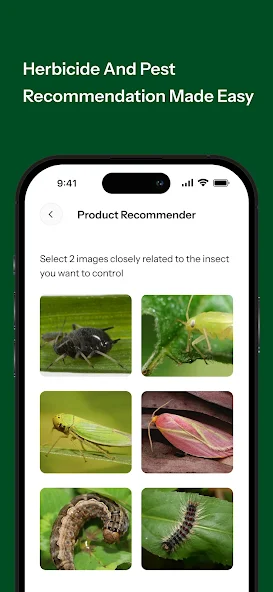 Herbicide And Pest
Recommendation Made Easy
9:41
Product Recommender
Select 2 images closely related to the insect
you want to control